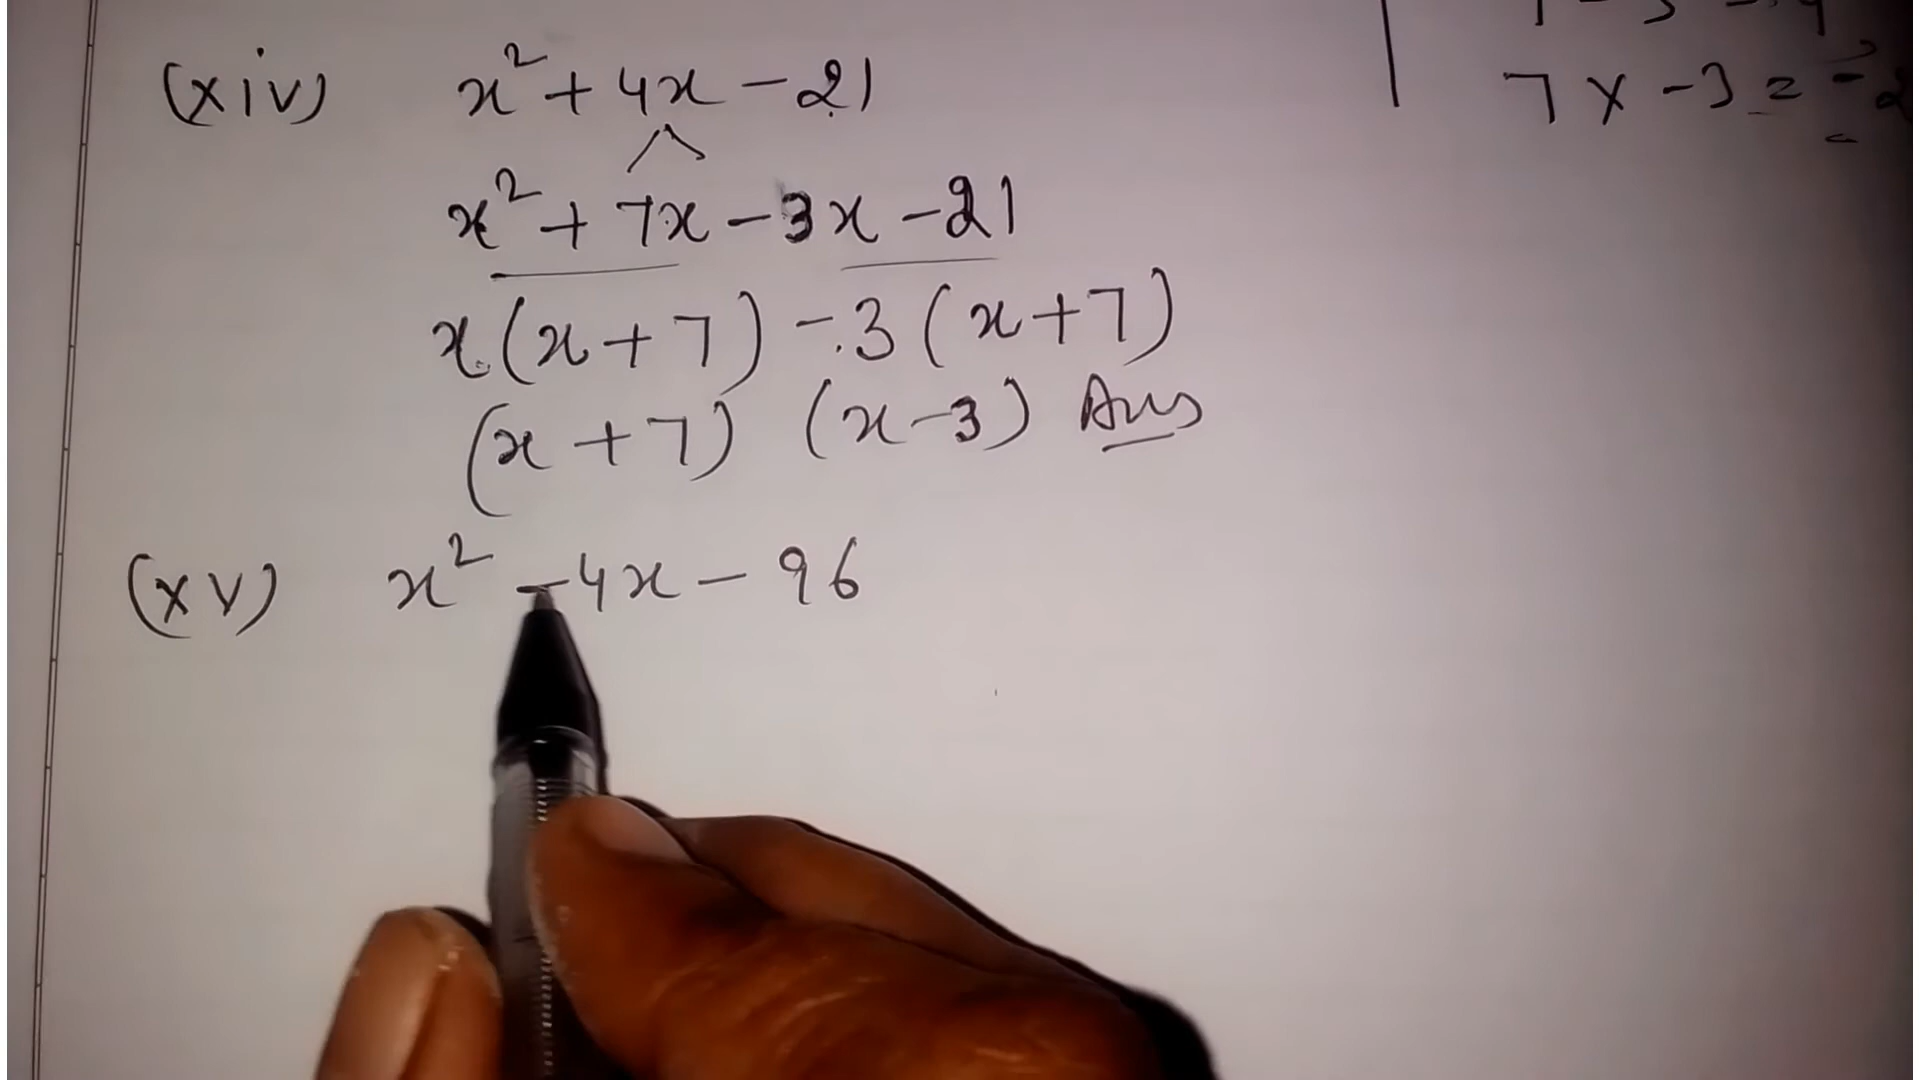 (xiv) x² + 4x - 21
x² + 7x - 3x - 21
x(x+7) - 3(x+7)
(x+7) (x-3) Ans
(xv) x² - 4x - 96
7 x -3 =